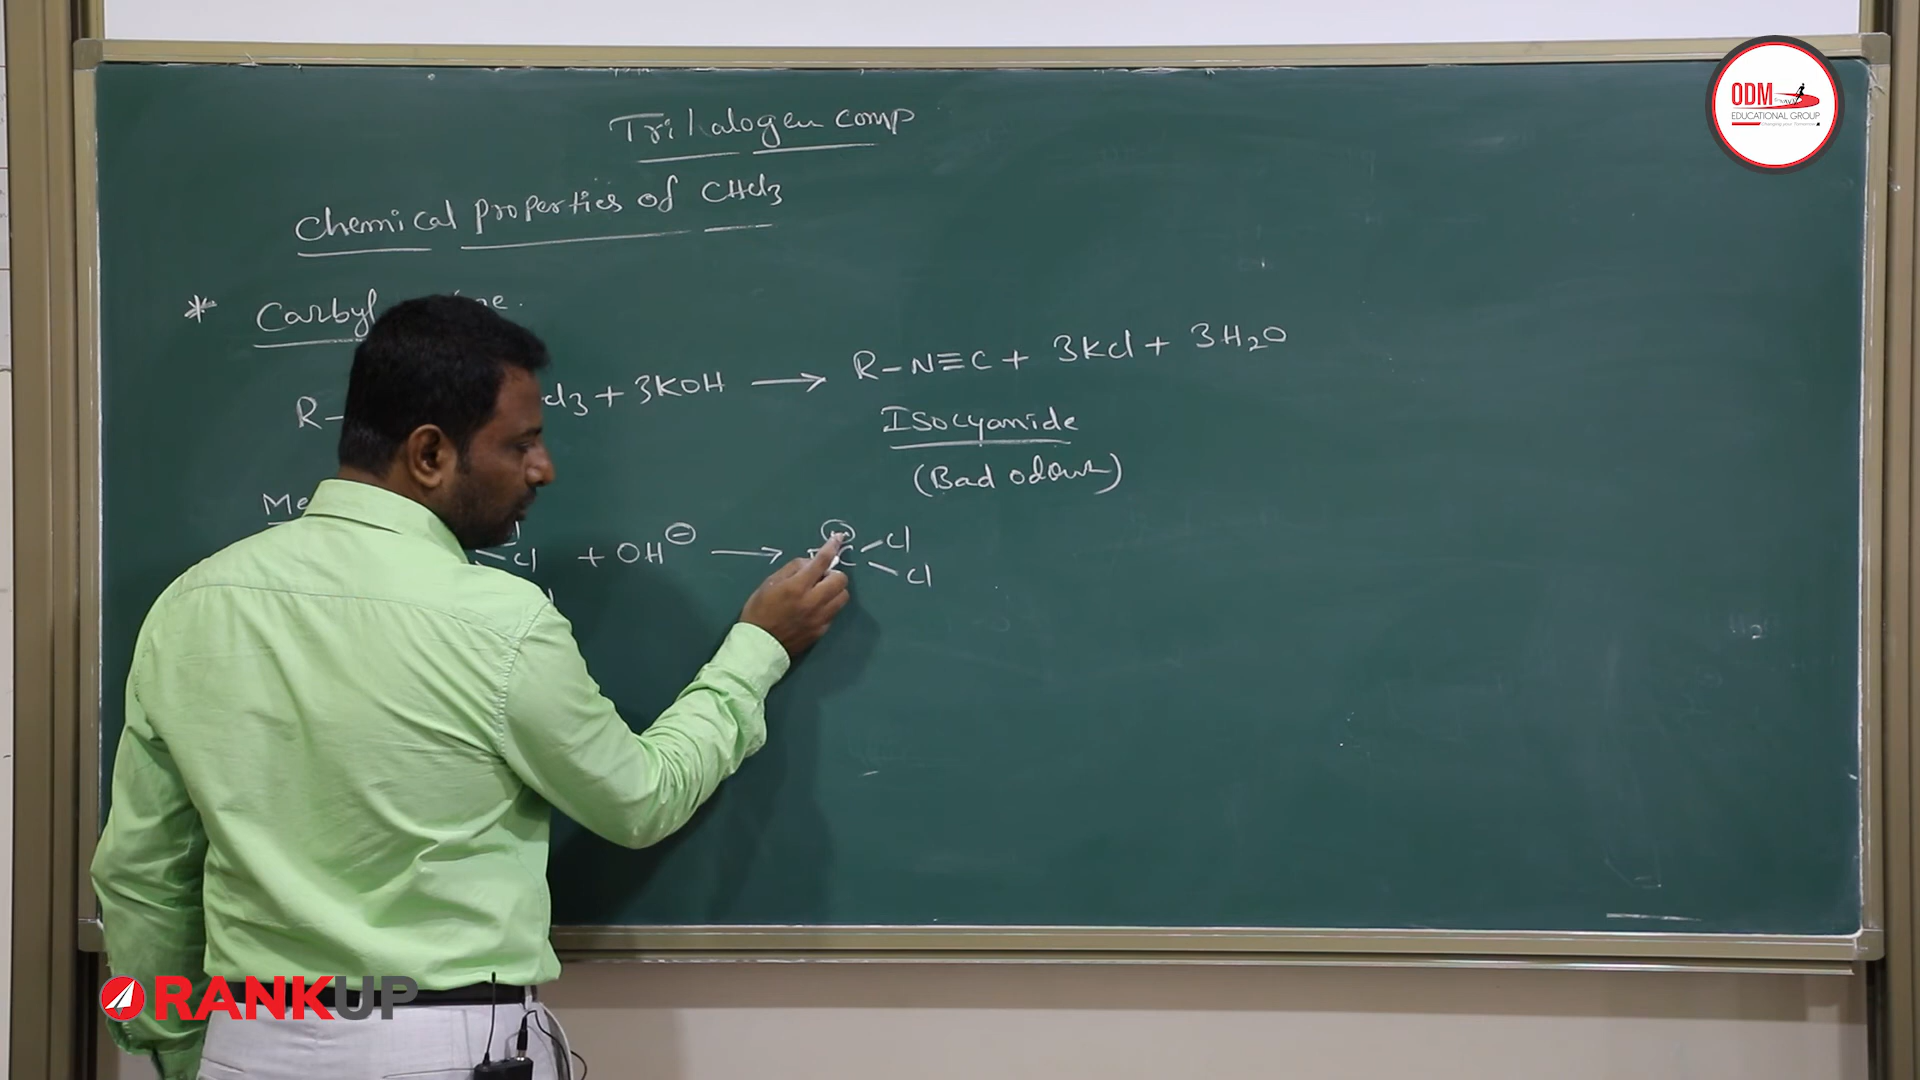 Trihalogen comp
Chemical properties of CHCl3
* Carbyl
R- Cl3 + 3KOH ⟶ R-N≡C + 3KCl + 3H2O
Isocyanide
(Bad odour)
Me
Cl + OH⊖ ⟶ C Cl
Cl
ODM
EDUCATIONAL GROUP
RANKUP